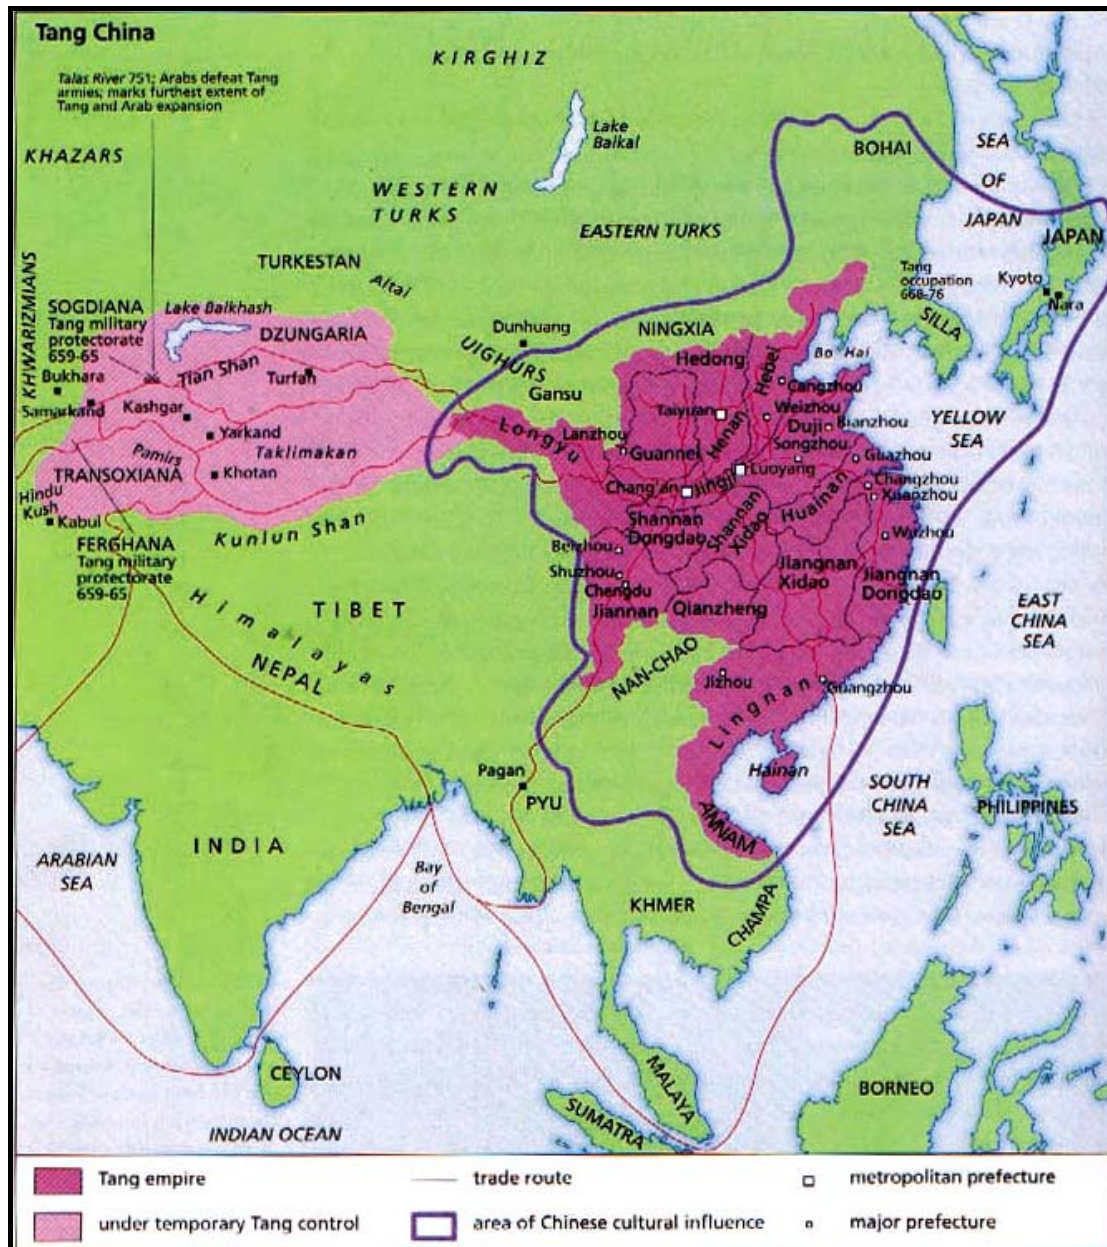 Tang China
Talas River 751; Arabs defeat Tang
armies; marks furthest extent of
Tang and Arab expansion
KIRGHIZ
Lake
Baikal
KHAZARS
BOHAI
SEA
OF
JAPAN
WESTERN
TURKS
EASTERN TURKS
JAPAN
TURKESTAN
Altai
Tang
occupation
668-76
Kyoto
Nara
KHWARIZMIANS
SOGDIANA
Tang military
protectorate
659-65
Lake Balkhash
DZUNGARIA
Dunhuang
NINGXIA
SILLA
UIGHURS
Hedong
Hebei
Bo Hai
Bukhara
Tian Shan
Turfan
Gansu
Cangzhou
Samarkand
Kashgar
Taiyuan
Weizhou
Duji
Bianzhou
YELLOW
SEA
Yarkand
Longyu
Lanzhou
Guannei
Henan
Songzhou
Pamirs
Taklimakan
Luoyang
Guazhou
TRANSOXIANA
Khotan
Chang'an
Jingji
Huainan
Changzhou
Xuanzhou
Hindu
Kush
Kabul
Kunlun Shan
Shannan
Dongdao
Shannan
Xidao
Wuzhou
FERGHANA
Tang military
protectorate
659-65
Beizhou
Shuzhou
Chengdu
Jiannan
Jiangnan
Xidao
Jiangnan
Dongdao
Himalayas
TIBET
Qianzheng
EAST
CHINA
SEA
NEPAL
NAN-CHAO
Jizhou
Lingnan
Guangzhou
Pagan
PYU
Hainan
SOUTH
CHINA
SEA
PHILIPPINES
ANNAM
ARABIAN
SEA
INDIA
Bay
of
Bengal
KHMER
CHAMPA
CEYLON
MALAYA
BORNEO
SUMATRA
INDIAN OCEAN
Tang empire
trade route
metropolitan prefecture
under temporary Tang control
area of Chinese cultural influence
major prefecture